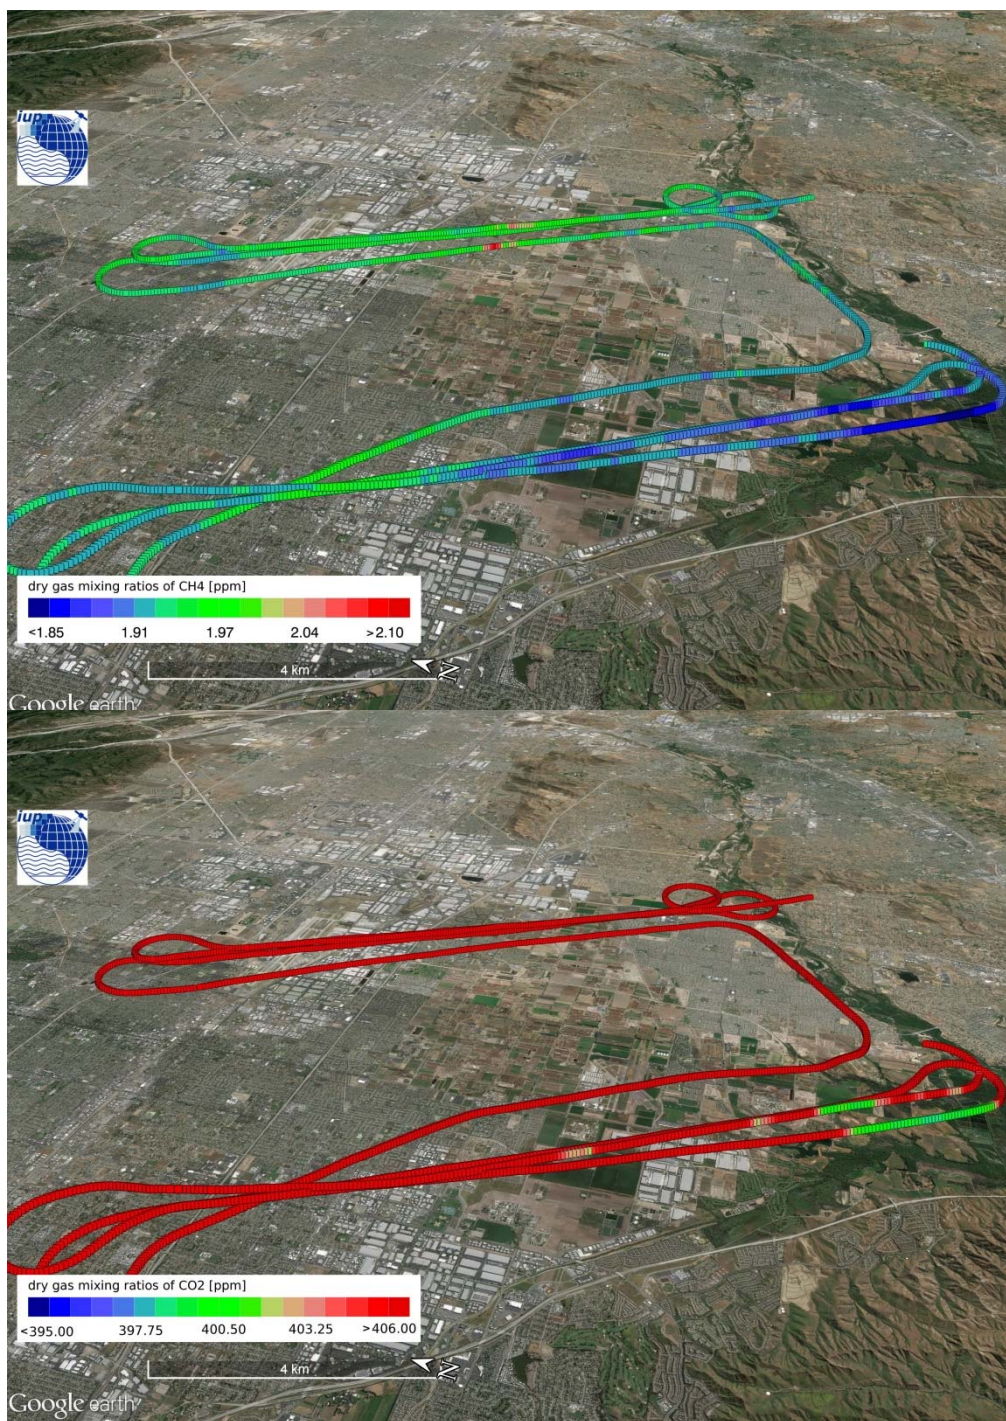 iup
dry gas mixing ratios of CH4 [ppm]
<1.85 1.91 1.97 2.04 >2.10
4 km
N
Google earth
iup
dry gas mixing ratios of CO2 [ppm]
<395.00 397.75 400.50 403.25 >406.00
4 km
N
Google earth